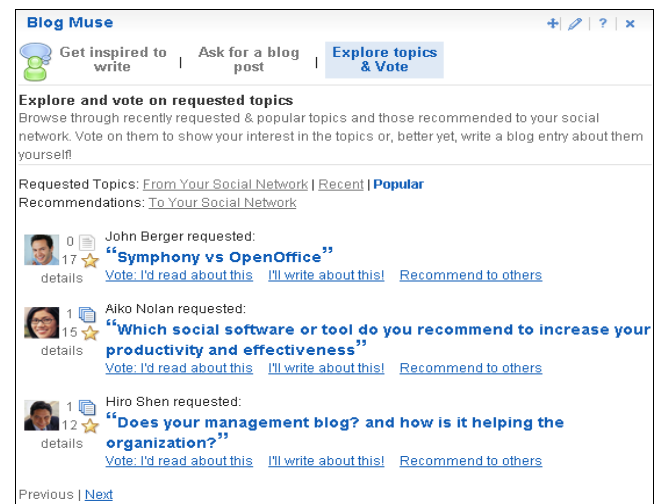 Blog Muse
? 
Get inspired to write | Ask for a blog post | Explore topics & Vote
Explore and vote on requested topics
Browse through recently requested & popular topics and those recommended to your social
network. Vote on them to show your interest in the topics or, better yet, write a blog entry about them
yourself!
Requested Topics: From Your Social Network | Recent | Popular
Recommendations: To Your Social Network
0
John Berger requested:
17
“Symphony vs OpenOffice”
details
Vote: I'd read about this I'll write about this! Recommend to others
1
Aiko Nolan requested:
15
“Which social software or tool do you recommend to increase your
details
productivity and effectiveness”
Vote: I'd read about this I'll write about this! Recommend to others
1
Hiro Shen requested:
12
“Does your management blog? and how is it helping the
details
organization?”
Vote: I'd read about this I'll write about this! Recommend to others
Previous | Next